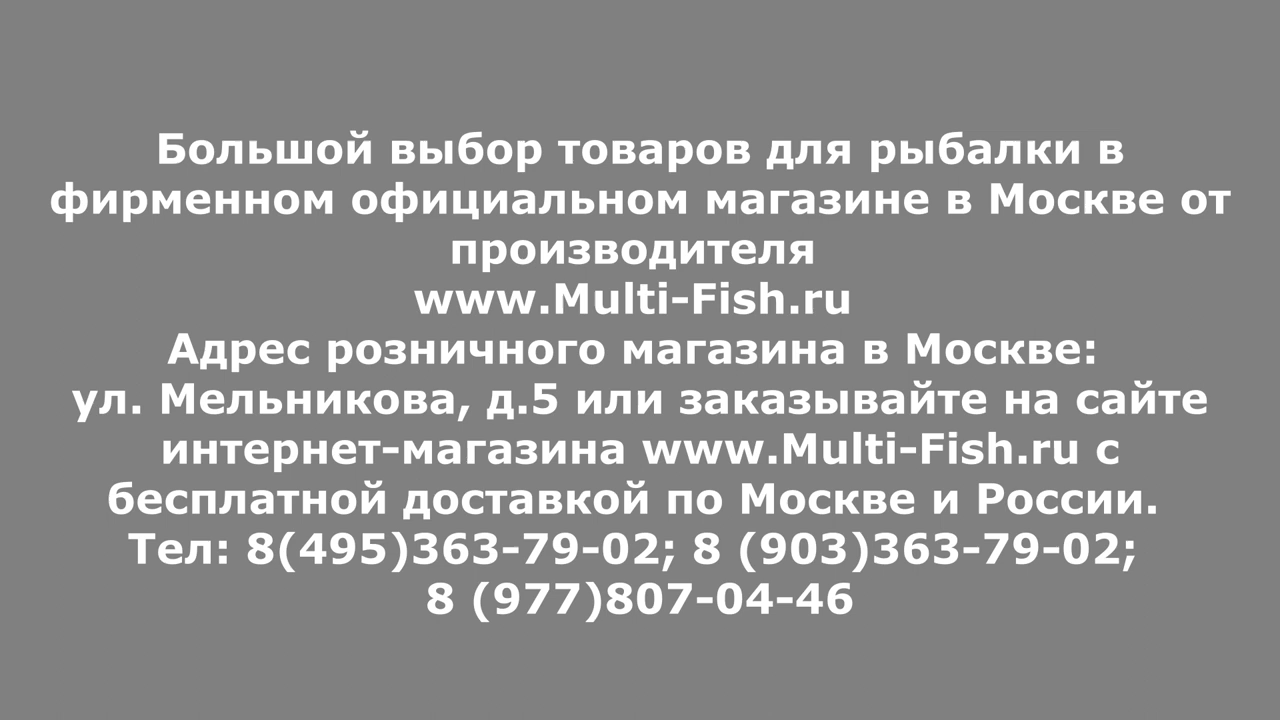 Большой выбор товаров для рыбалки в
фирменном официальном магазине в Москве от
производителя
www.Multi-Fish.ru
Адрес розничного магазина в Москве:
ул. Мельникова, д.5 или заказывайте на сайте
интернет-магазина www.Multi-Fish.ru с
бесплатной доставкой по Москве и России.
Тел: 8(495)363-79-02; 8 (903)363-79-02;
8 (977)807-04-46